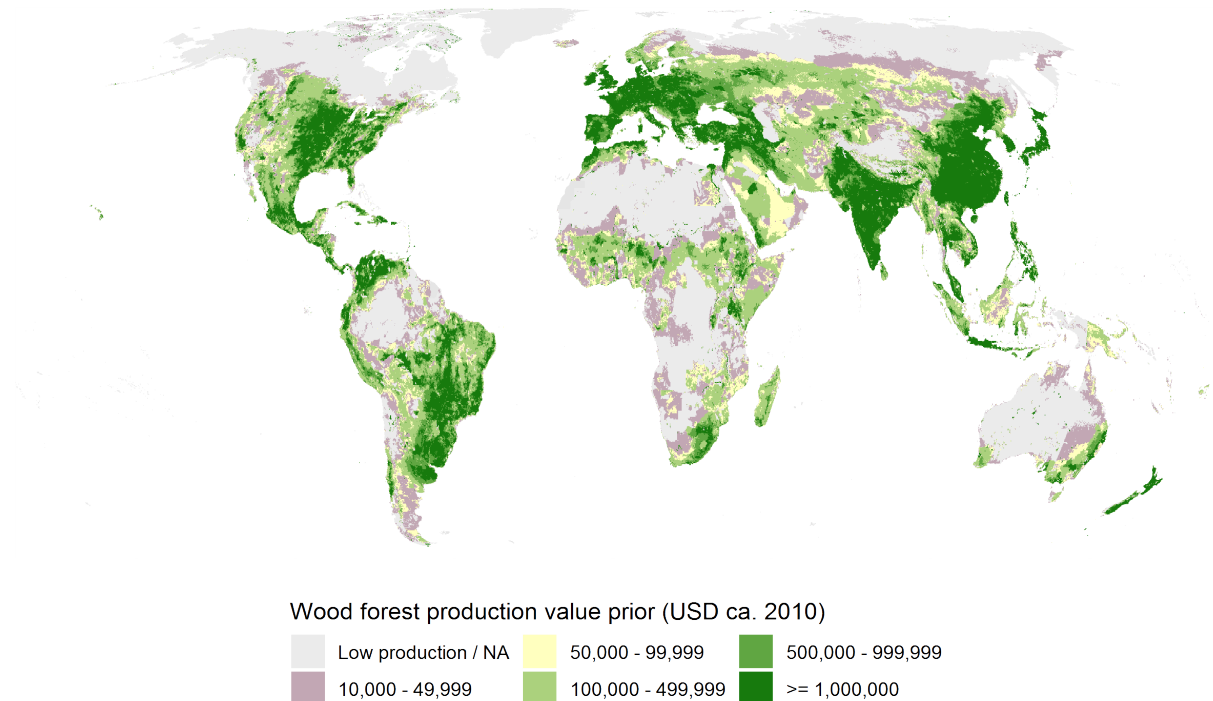 Wood forest production value prior (USD ca. 2010)
Low production / NA
50,000 - 99,999
500,000 - 999,999
10,000 - 49,999
100,000 - 499,999
>= 1,000,000